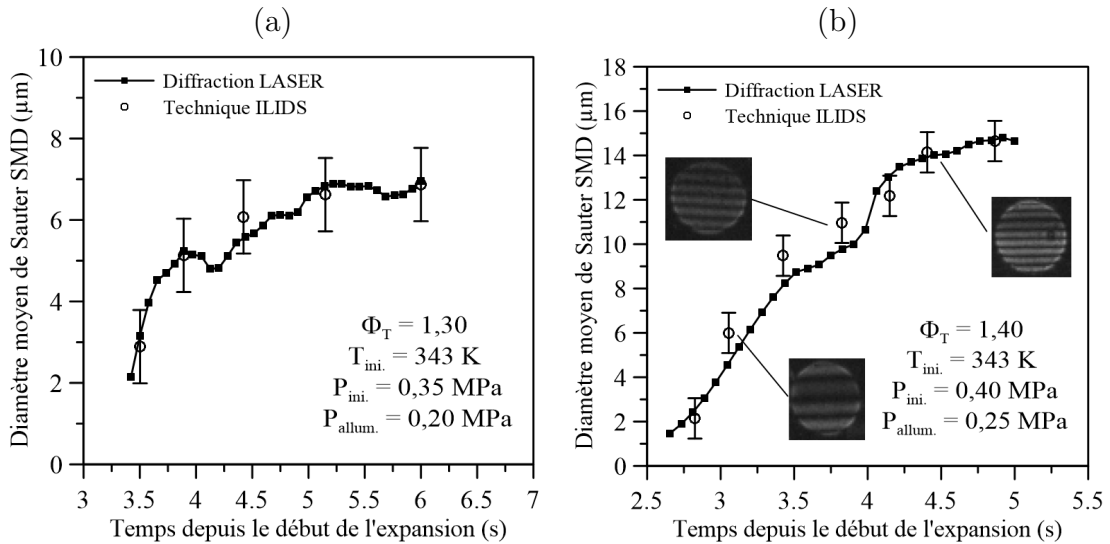 (a)
Diamètre moyen de Sauter SMD (µm)
10
8
6
4
2
0
Diffraction LASER
Technique ILIDS
Φ_T = 1,30
T_ini. = 343 K
P_ini. = 0,35 MPa
P_allum. = 0,20 MPa
3 3.5 4 4.5 5 5.5 6 6.5 7
Temps depuis le début de l'expansion (s)
(b)
Diamètre moyen de Sauter SMD (µm)
18
16
14
12
10
8
6
4
2
0
Diffraction LASER
Technique ILIDS
Φ_T = 1,40
T_ini. = 343 K
P_ini. = 0,40 MPa
P_allum. = 0,25 MPa
2.5 3 3.5 4 4.5 5 5.5
Temps depuis le début de l'expansion (s)